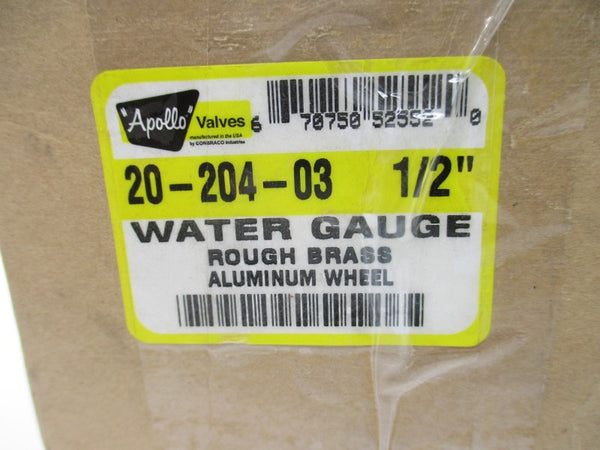 "Apollo" Valves
manufactured in the USA
by CONBRACO Industries
6 70750 52552 0
20-204-03 1/2"
WATER GAUGE
ROUGH BRASS
ALUMINUM WHEEL